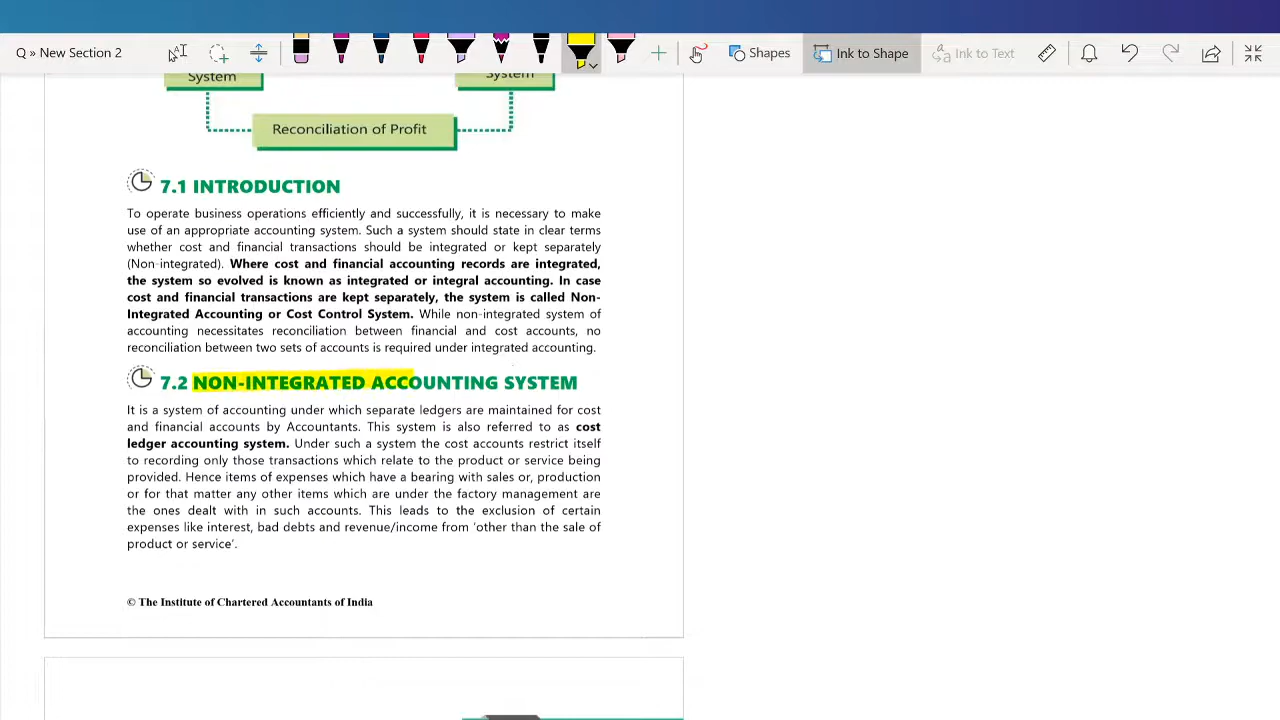 Q » New Section 2
Shapes
Ink to Shape
Ink to Text
System
System
Reconciliation of Profit
7.1 INTRODUCTION
To operate business operations efficiently and successfully, it is necessary to make
use of an appropriate accounting system. Such a system should state in clear terms
whether cost and financial transactions should be integrated or kept separately
(Non-integrated). Where cost and financial accounting records are integrated,
the system so evolved is known as integrated or integral accounting. In case
cost and financial transactions are kept separately, the system is called Non-
Integrated Accounting or Cost Control System. While non-integrated system of
accounting necessitates reconciliation between financial and cost accounts, no
reconciliation between two sets of accounts is required under integrated accounting.
7.2 NON-INTEGRATED ACCOUNTING SYSTEM
It is a system of accounting under which separate ledgers are maintained for cost
and financial accounts by Accountants. This system is also referred to as cost
ledger accounting system. Under such a system the cost accounts restrict itself
to recording only those transactions which relate to the product or service being
provided. Hence items of expenses which have a bearing with sales or, production
or for that matter any other items which are under the factory management are
the ones dealt with in such accounts. This leads to the exclusion of certain
expenses like interest, bad debts and revenue/income from 'other than the sale of
product or service'.
© The Institute of Chartered Accountants of India